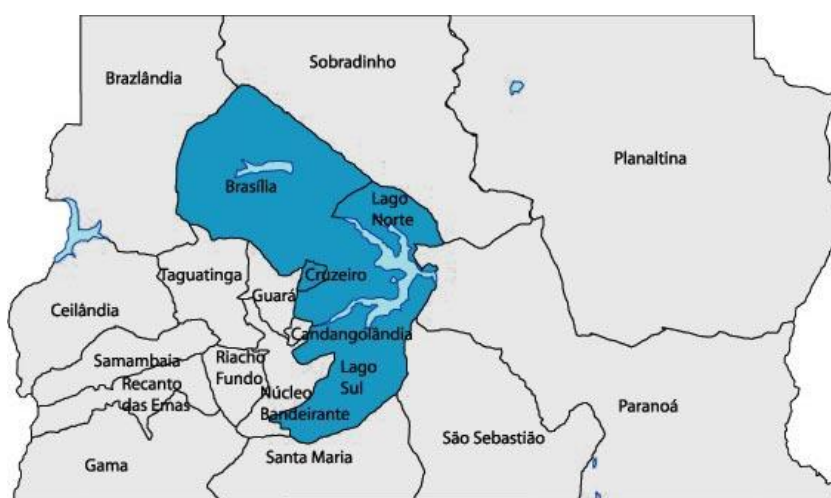 Sobradinho
Brazlândia
Planaltina
Brasília
Lago
Norte
Taguatinga
Cruzeiro
Guará
Ceilândia
Candangolândia
Samambaia
Riacho
Fundo
Lago
Sul
Recanto
das Emas
Núcleo
Bandeirante
Paranoá
São Sebastião
Gama
Santa Maria